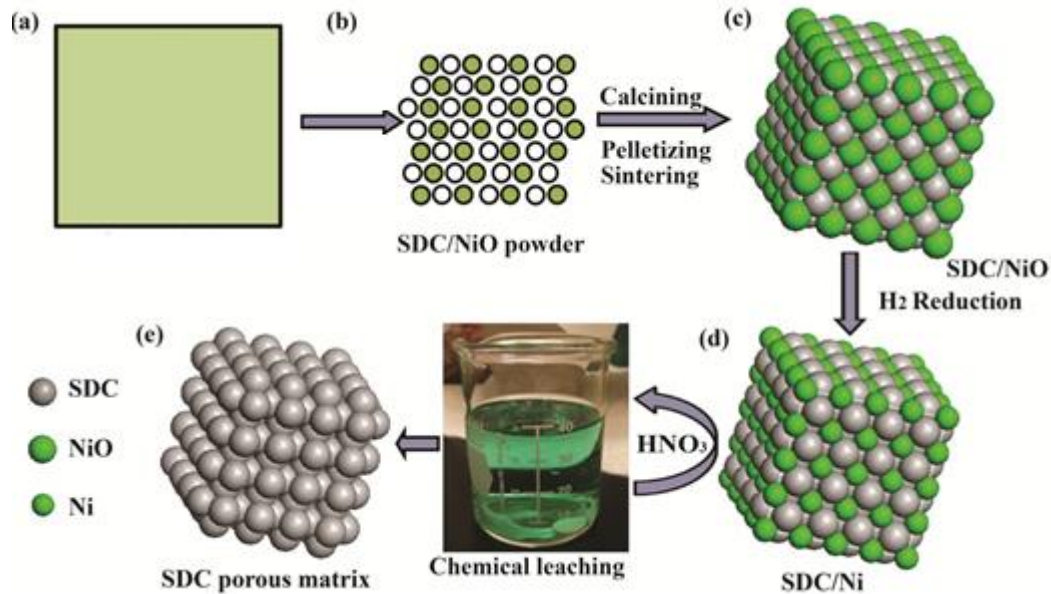 (a)
(b)
(c)
Calcining
Pelletizing
Sintering
SDC/NiO powder
SDC/NiO
H2 Reduction
(e)
(d)
SDC
NiO
Ni
HNO3
40
SDC porous matrix
Chemical leaching
SDC/Ni